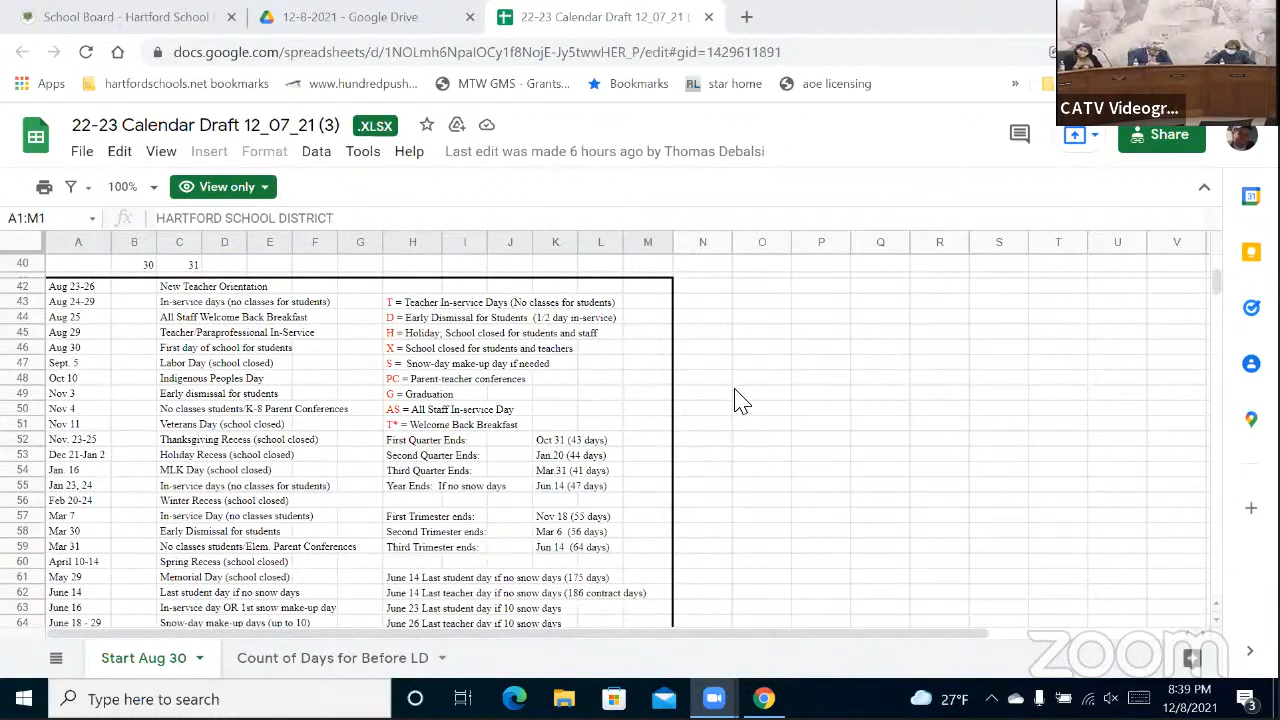 School Board - Hartford School
12-8-2021 - Google Drive
22-23 Calendar Draft 12_07_21 (
docs.google.com/spreadsheets/d/1NOLmh6NpalOCy1f8NojE-Jy5twwHER_P/edit#gid=1429611891
Apps hartfordschools.net bookmarks www.hundredpush... MTW GMS - Grants... Bookmarks RL star home aoe licensing »
CATV Videogr...
22-23 Calendar Draft 12_07_21 (3) .XLSX
Share
File Edit View Insert Format Data Tools Help Last edit was made 6 hours ago by Thomas Debalsi
100% View only
A1:M1 fx HARTFORD SCHOOL DISTRICT
31
A B C D E F G H I J K L M N O P Q R S T U V
40 30 31
42 Aug 23-26 New Teacher Orientation
43 Aug 24-29 In-service days (no classes for students) T = Teacher In-service Days (No classes for students)
44 Aug 25 All Staff Welcome Back Breakfast D = Early Dismissal for Students (1/2 day in-service)
45 Aug 29 Teacher/Paraprofessional In-Service H = Holiday; School closed for students and staff
46 Aug 30 First day of school for students X = School closed for students and teachers
47 Sept. 5 Labor Day (school closed) S = Snow-day make-up day if needed
48 Oct 10 Indigenous Peoples Day PC = Parent-teacher conferences
49 Nov 3 Early dismissal for students G = Graduation
50 Nov 4 No classes students/K-8 Parent Conferences AS = All Staff In-service Day
51 Nov 11 Veterans Day (school closed) T* = Welcome Back Breakfast
52 Nov. 23-25 Thanksgiving Recess (school closed) First Quarter Ends: Oct 31 (43 days)
53 Dec 21-Jan 2 Holiday Recess (school closed) Second Quarter Ends: Jan.20 (44 days)
54 Jan. 16 MLK Day (school closed) Third Quarter Ends: Mar.31 (41 days)
55 Jan 23, 24 In-service days (no classes for students) Year Ends: If no snow days Jun.14 (47 days)
56 Feb 20-24 Winter Recess (school closed)
57 Mar 7 In-service Day (no classes students) First Trimester ends: Nov 18 (55 days)
58 Mar 30 Early Dismissal for students Second Trimester ends: Mar 6 (56 days)
59 Mar 31 No classes students/Elem. Parent Conferences Third Trimester ends: Jun 14 (64 days)
60 April 10-14 Spring Recess (school closed)
61 May 29 Memorial Day (school closed) June 14 Last student day if no snow days (175 days)
62 June 14 Last student day if no snow days June 14 Last teacher day if no snow days (186 contract days)
63 June 16 In-service day OR 1st snow make-up day June 23 Last student day if 10 snow days
64 June 18 - 29 Snow-day make-up days (up to 10) June 26 Last teacher day if 10 snow days
Start Aug 30 Count of Days for Before LD
zoom
Type here to search
27°F
8:39 PM
12/8/2021
3